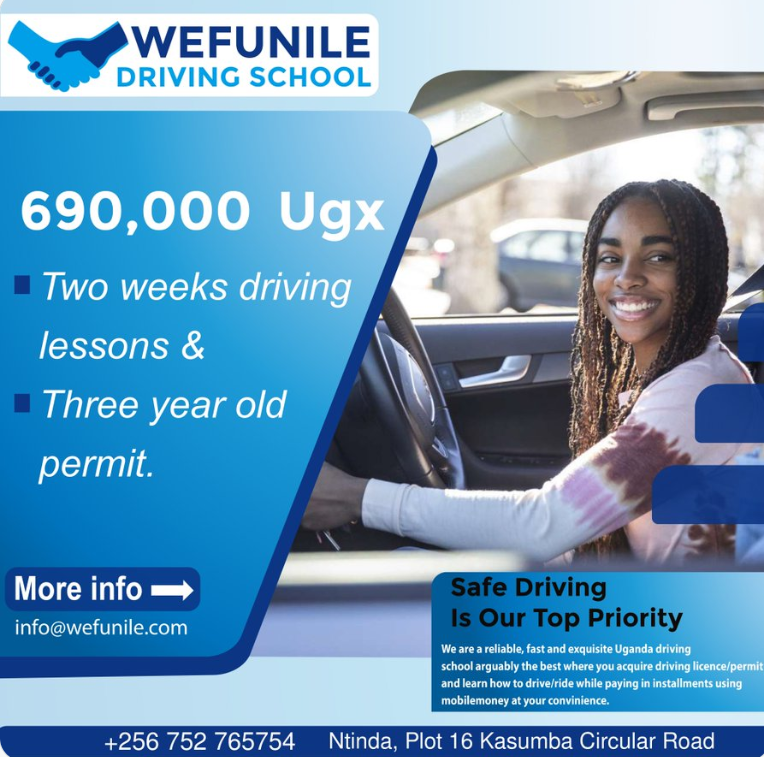 WEFUNILE
DRIVING SCHOOL
690,000 Ugx
Two weeks driving
lessons &
Three year old
permit.
More info
info@wefunile.com
Safe Driving
Is Our Top Priority
We are a reliable, fast and exquisite Uganda driving
school arguably the best where you acquire driving licence/permit
and learn how to drive/ride while paying in installments using
mobilemoney at your convinience.
+256 752 765754 Ntinda, Plot 16 Kasumba Circular Road